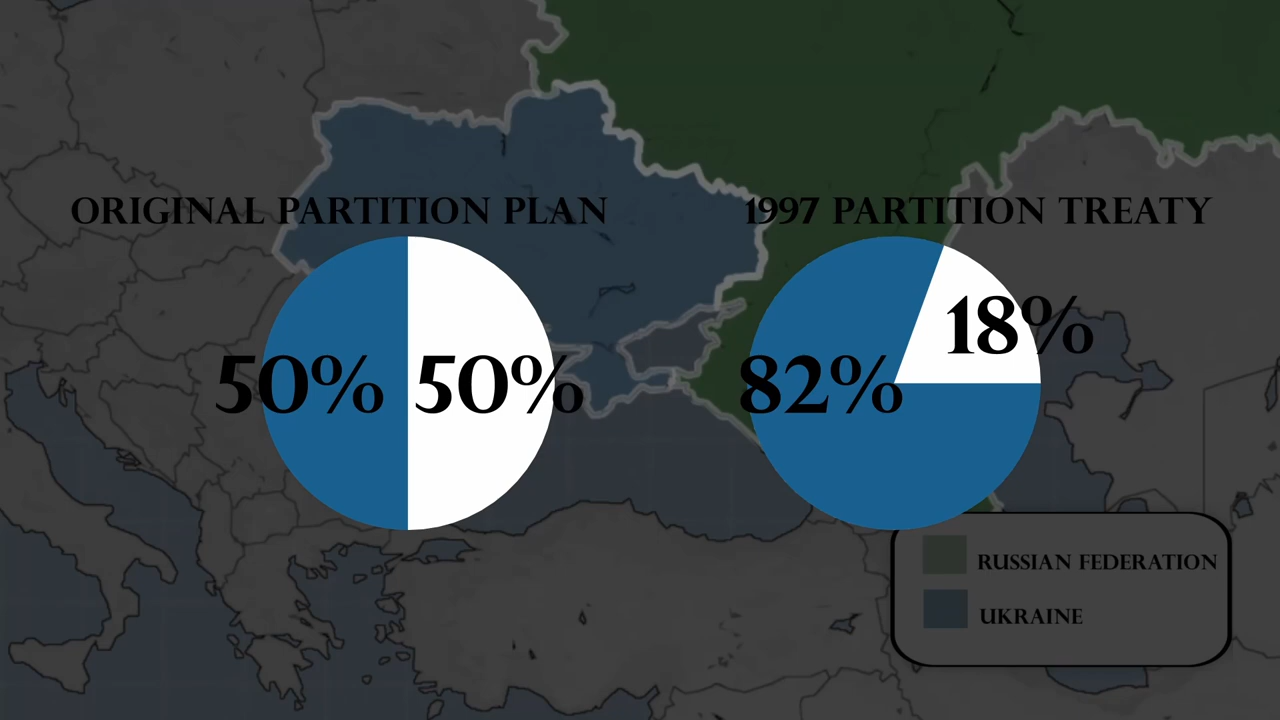 ORIGINAL PARTITION PLAN
50% 50%
1997 PARTITION TREATY
82% 18%
RUSSIAN FEDERATION
UKRAINE